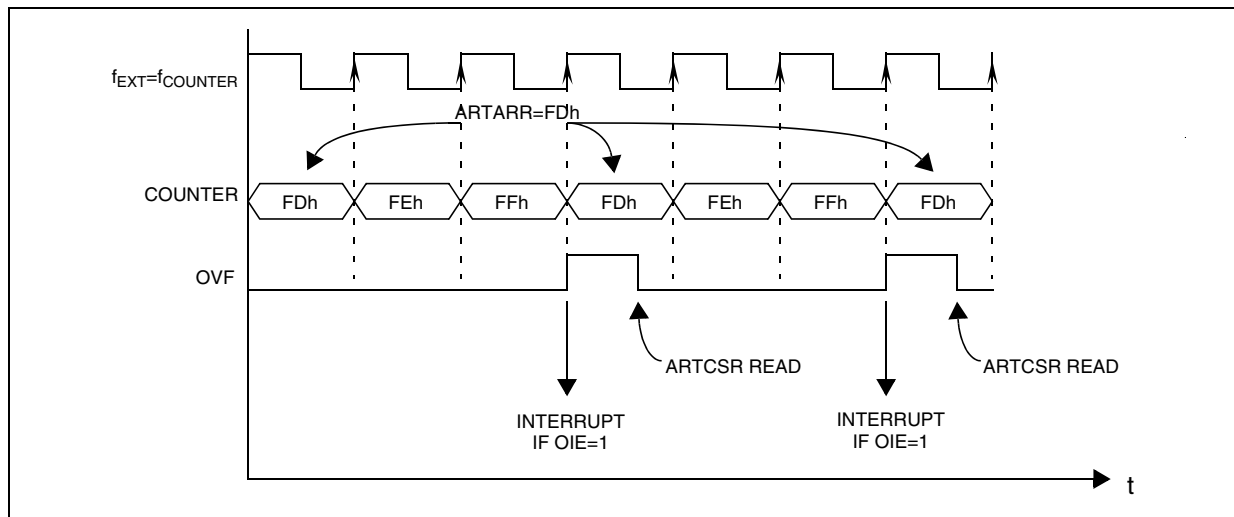 fEXT=fCOUNTER
ARTARR=FDh
COUNTER
FDh
FEh
FFh
FDh
FEh
FFh
FDh
OVF
ARTCSR READ
ARTCSR READ
INTERRUPT
IF OIE=1
INTERRUPT
IF OIE=1
t